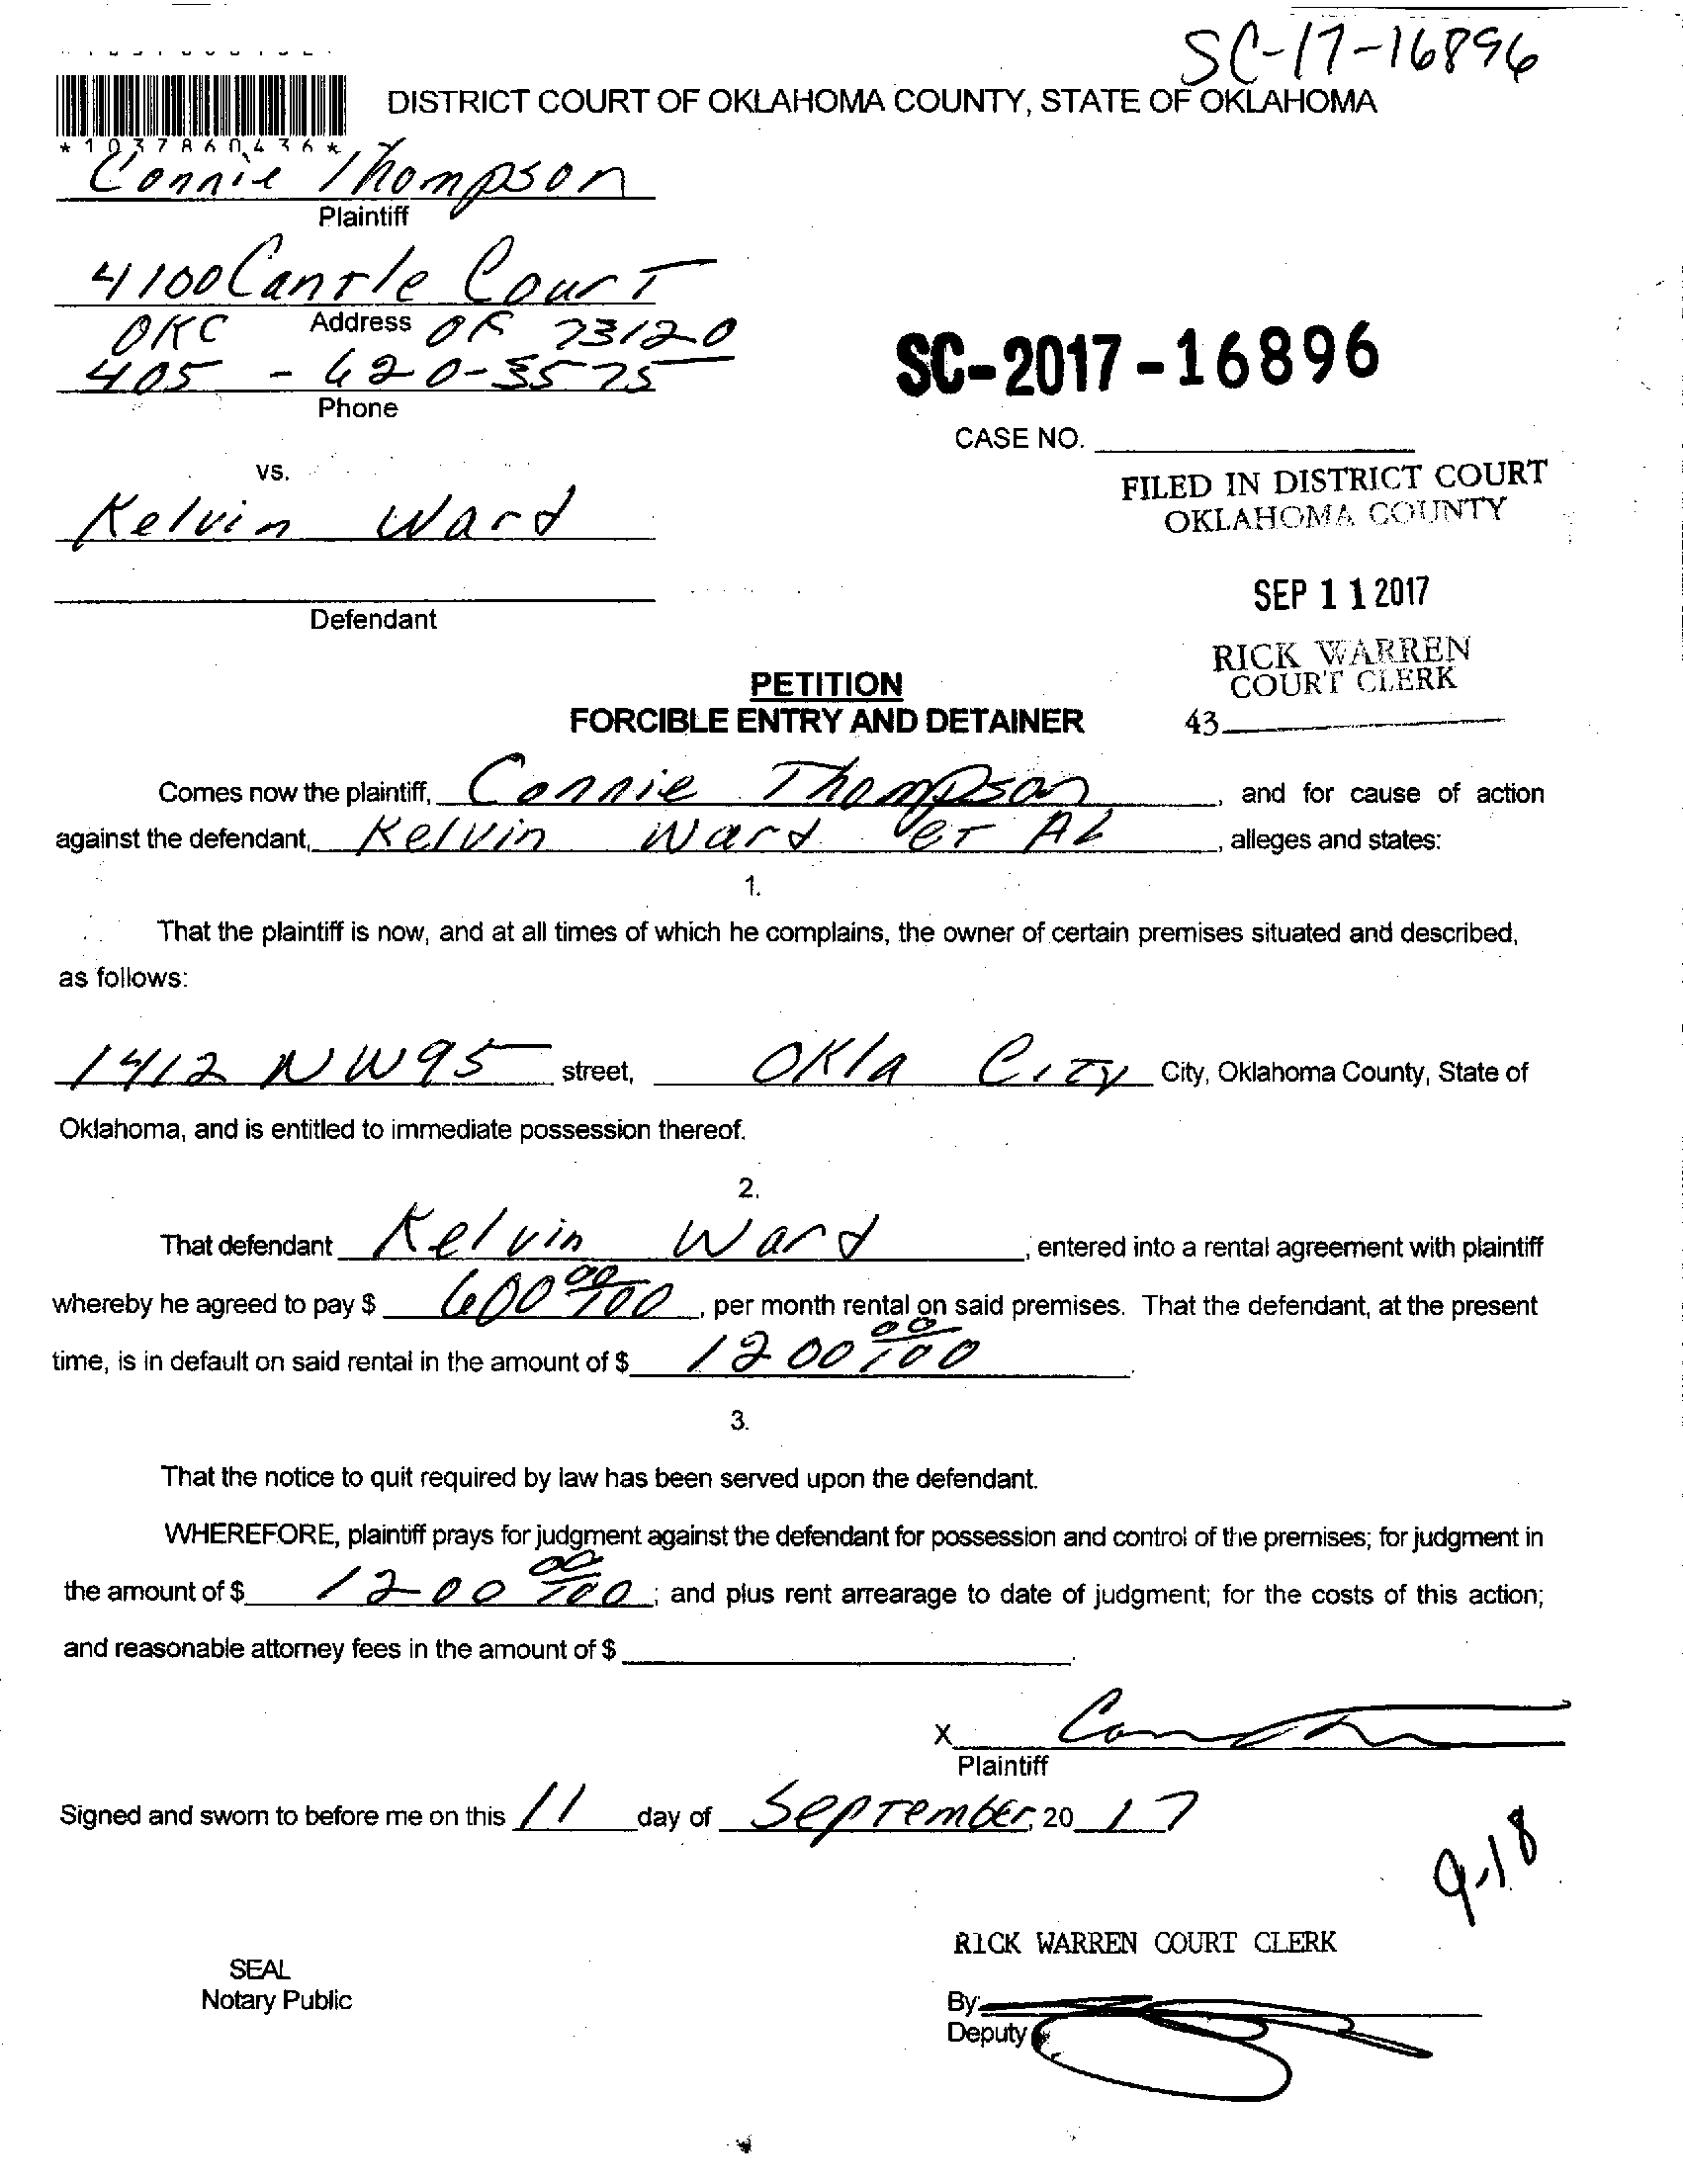 SC-17-16896
DISTRICT COURT OF OKLAHOMA COUNTY, STATE OF OKLAHOMA
*1037860436*
Connie Thompson
Plaintiff
4100 Cantle Court
Address
OKC OK 73120
405-620-3575
Phone
SC-2017-16896
CASE NO.
vs.
FILED IN DISTRICT COURT
OKLAHOMA COUNTY
Kelvin Ward
SEP 11 2017
Defendant
RICK WARREN
COURT CLERK
43
PETITION
FORCIBLE ENTRY AND DETAINER
Comes now the plaintiff, Connie Thompson, and for cause of action
against the defendant, Kelvin Ward et AL, alleges and states:
1.
That the plaintiff is now, and at all times of which he complains, the owner of certain premises situated and described,
as follows:
1412 NW 95 street, Okla City City, Oklahoma County, State of
Oklahoma, and is entitled to immediate possession thereof.
2.
That defendant Kelvin Ward, entered into a rental agreement with plaintiff
whereby he agreed to pay $ 600 00/100, per month rental on said premises. That the defendant, at the present
time, is in default on said rental in the amount of $ 1200 00/100.
3.
That the notice to quit required by law has been served upon the defendant.
WHEREFORE, plaintiff prays for judgment against the defendant for possession and control of the premises; for judgment in
the amount of $ 1200 00/100; and plus rent arrearage to date of judgment; for the costs of this action;
and reasonable attorney fees in the amount of $
X
Plaintiff
Signed and sworn to before me on this 11 day of September, 20 17
9-18
RICK WARREN COURT CLERK
SEAL
Notary Public
By:
Deputy